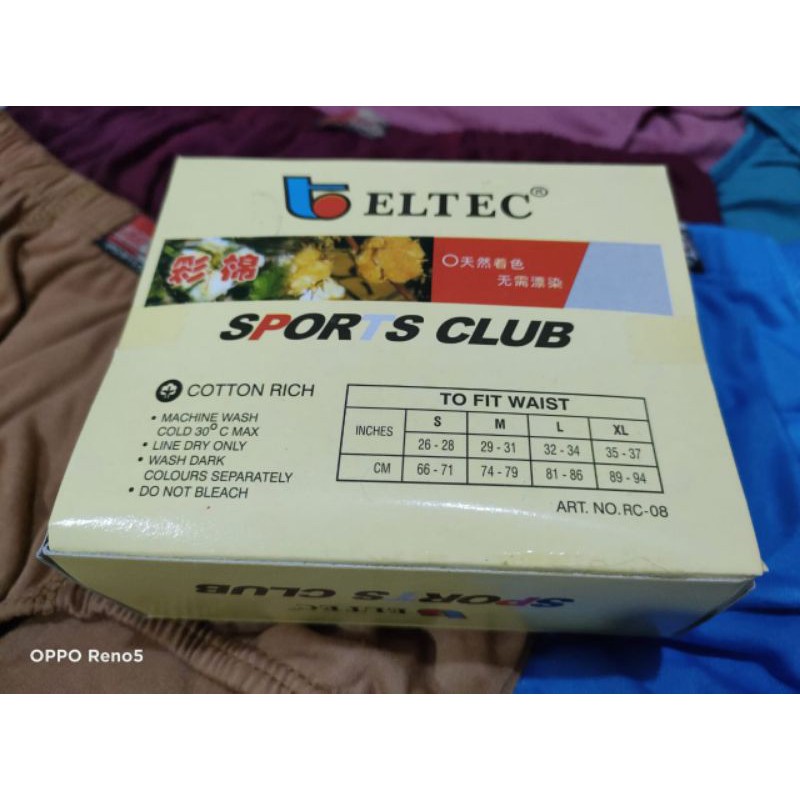 ELTEC®
彩棉
天然着色
无需漂染
SPORTS CLUB
COTTON RICH
• MACHINE WASH
COLD 30° C MAX
• LINE DRY ONLY
• WASH DARK
COLOURS SEPARATELY
• DO NOT BLEACH
TO FIT WAIST
INCHES S M L XL
26 - 28 29 - 31 32 - 34 35 - 37
CM 66 - 71 74 - 79 81 - 86 89 - 94
ART. NO. RC-08
ELTEC SPORTS CLUB
OPPO Reno5